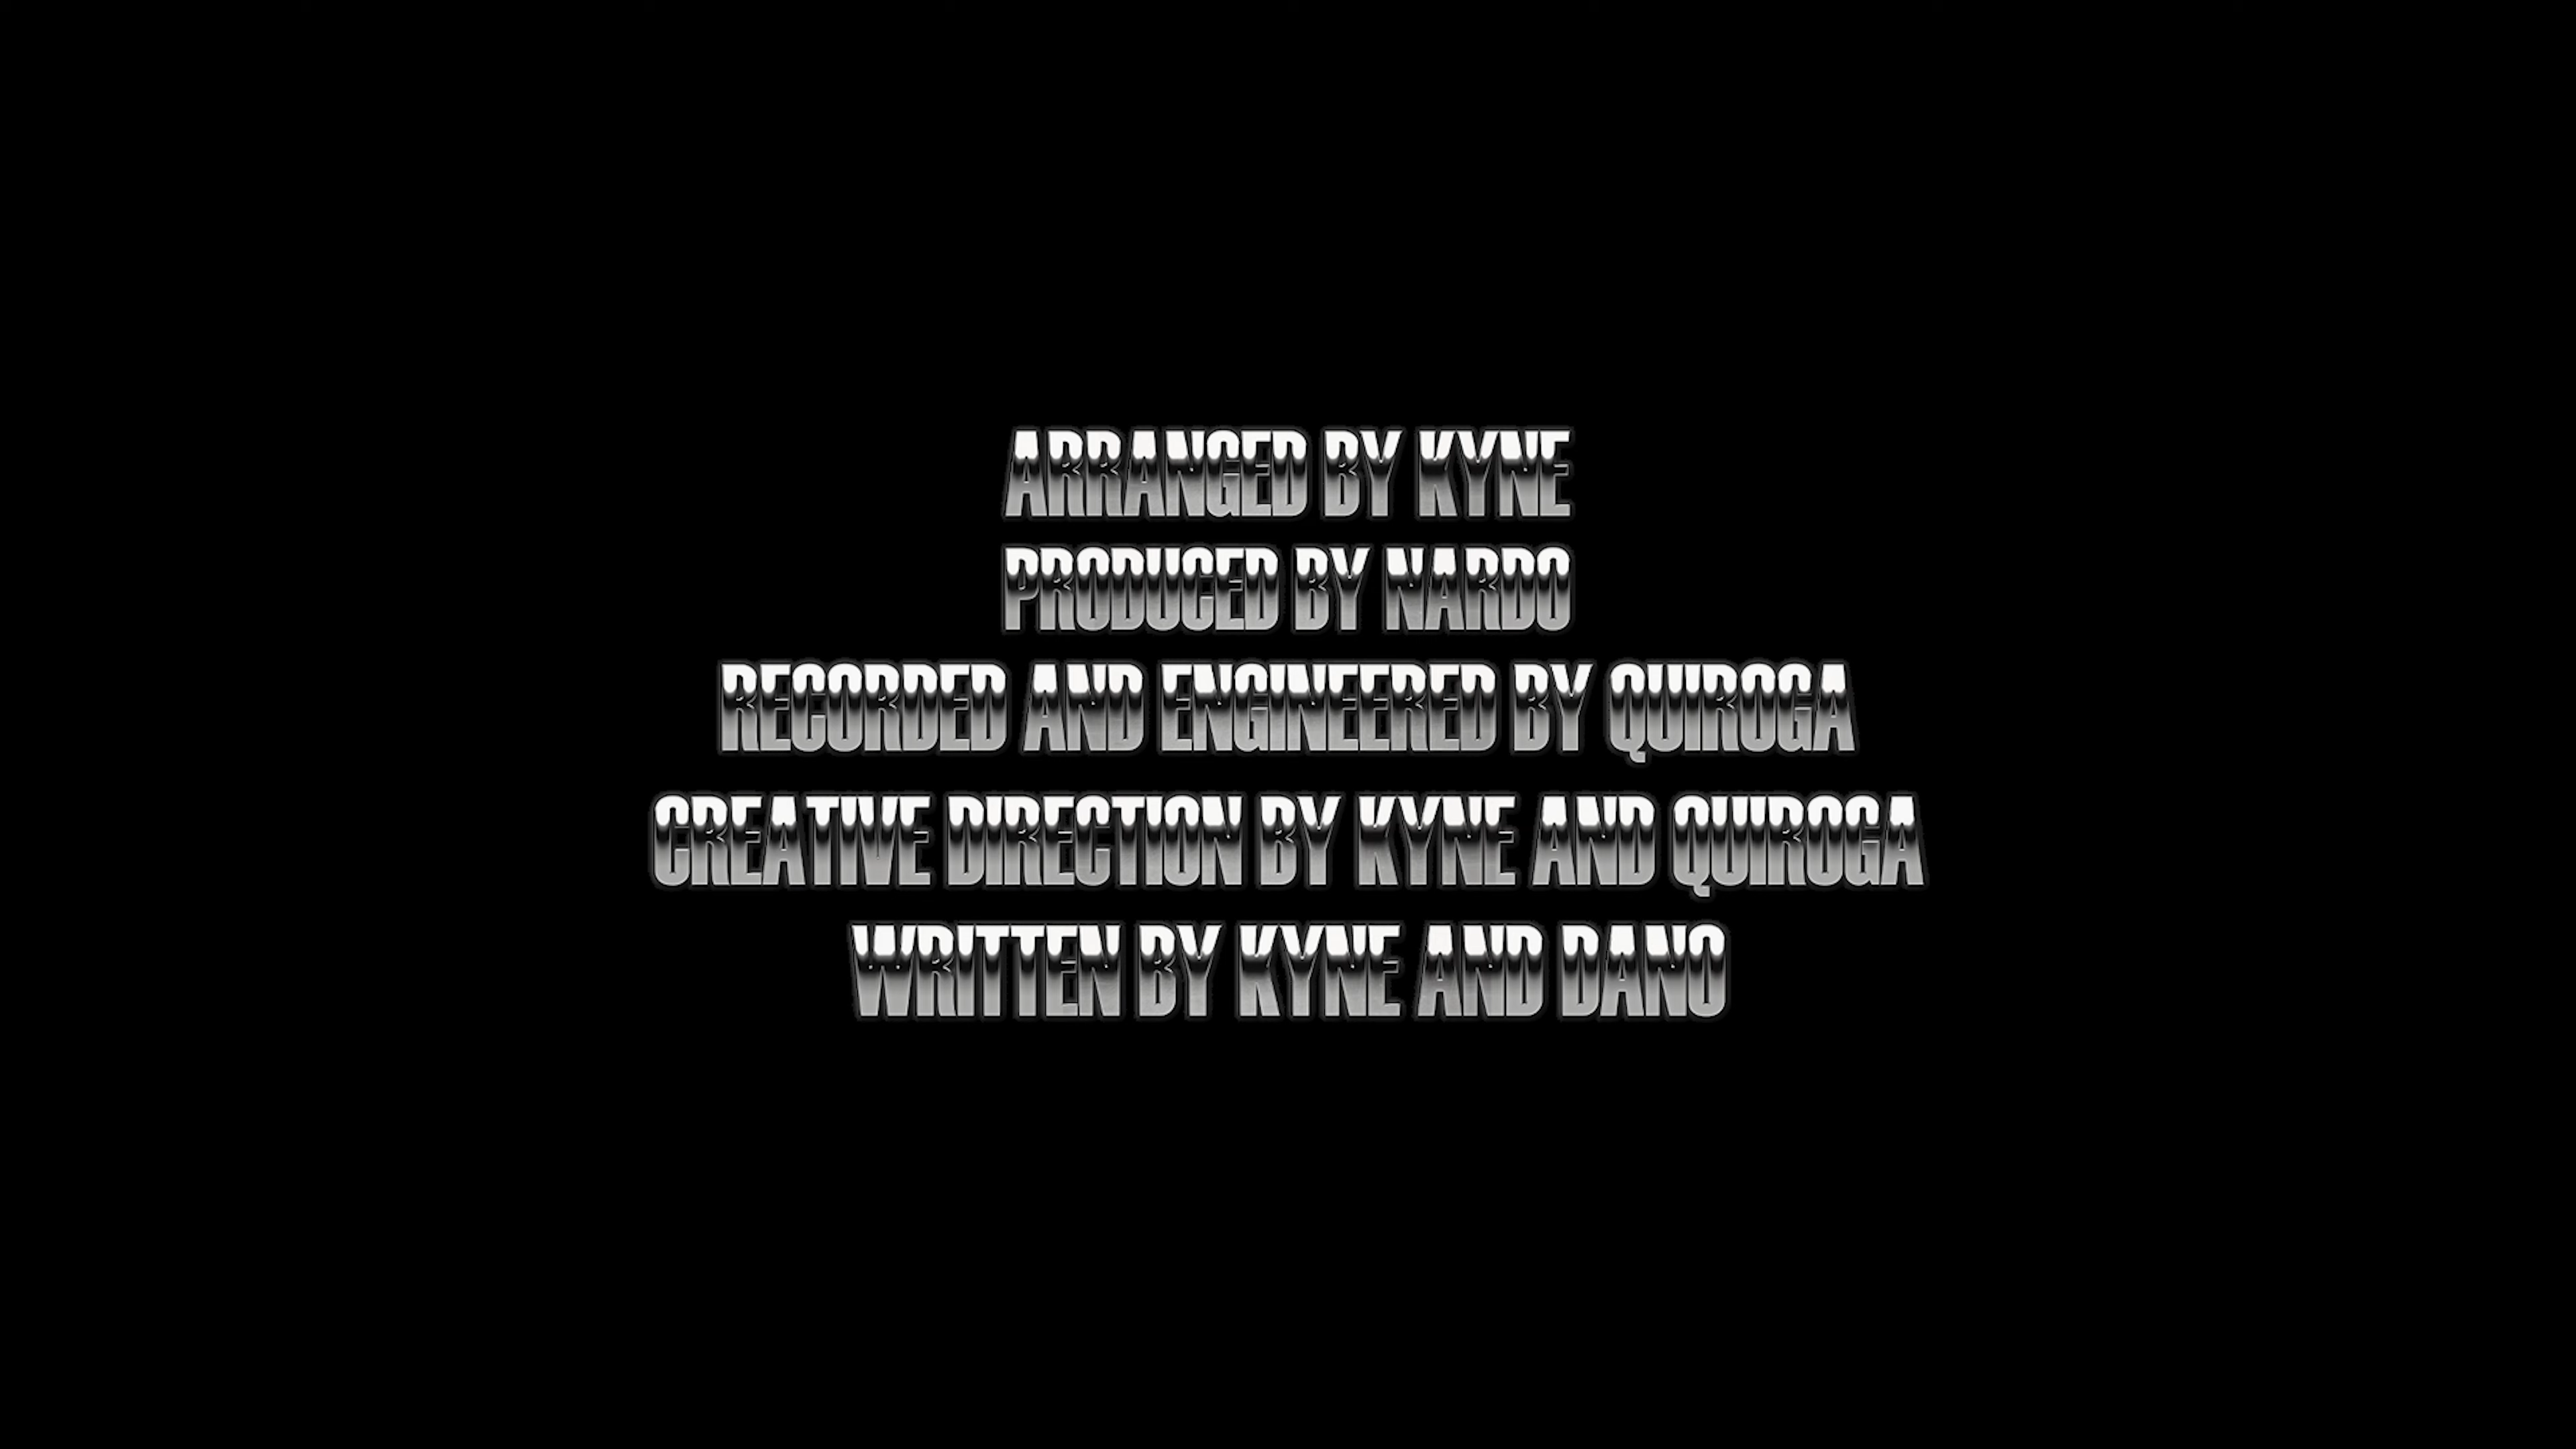 ARRANGED BY KYNE
PRODUCED BY NARDO
RECORDED AND ENGINEERED BY QUIROGA
CREATIVE DIRECTION BY KYNE AND QUIROGA
WRITTEN BY KYNE AND DANO